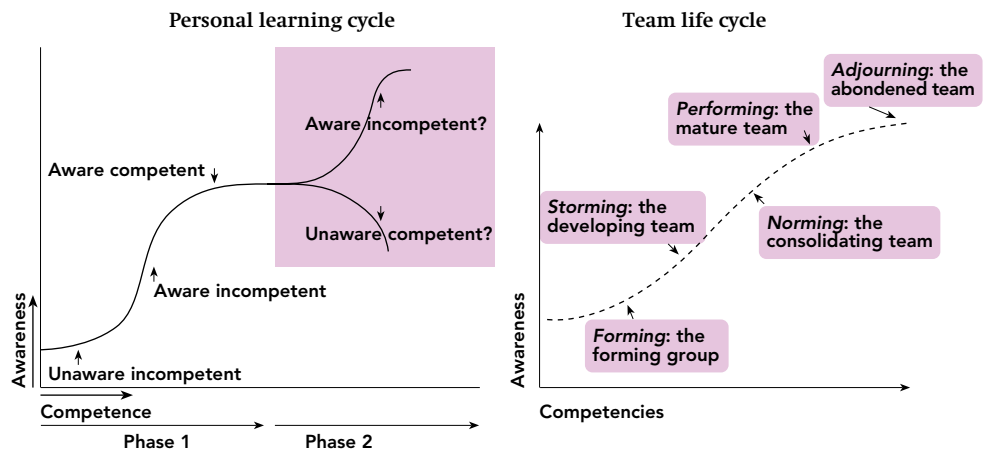 Personal learning cycle
Aware incompetent?
Aware competent
Unaware competent?
Aware incompetent
Unaware incompetent
Awareness
Competence
Phase 1
Phase 2
Team life cycle
Adjourning: the
abondened team
Performing: the
mature team
Storming: the
developing team
Norming: the
consolidating team
Forming: the
forming group
Awareness
Competencies